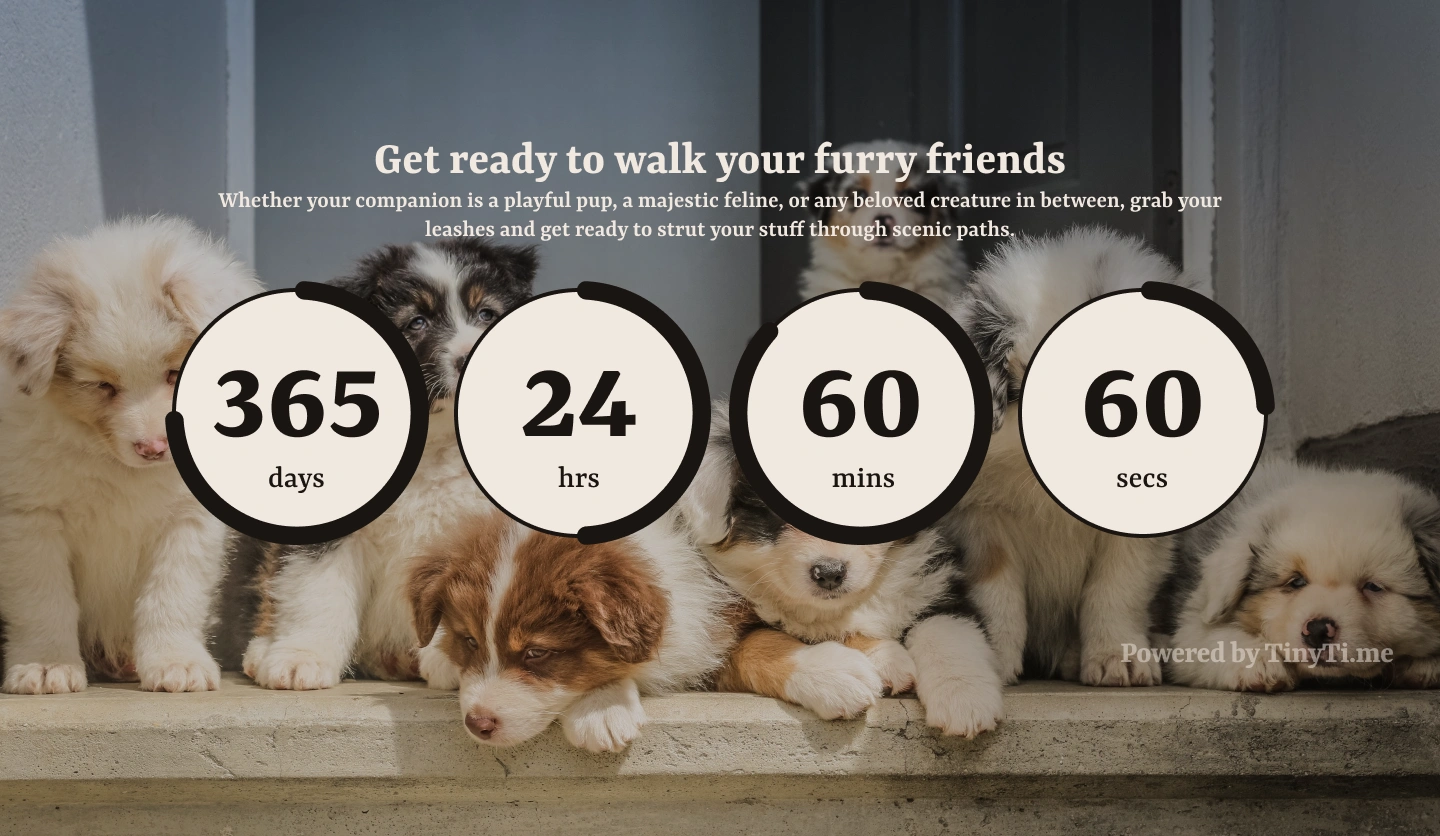 Get ready to walk your furry friends
Whether your companion is a playful pup, a majestic feline, or any beloved creature in between, grab your
leashes and get ready to strut your stuff through scenic paths.
365
days
24
hrs
60
mins
60
secs
Powered by TinyTi.me